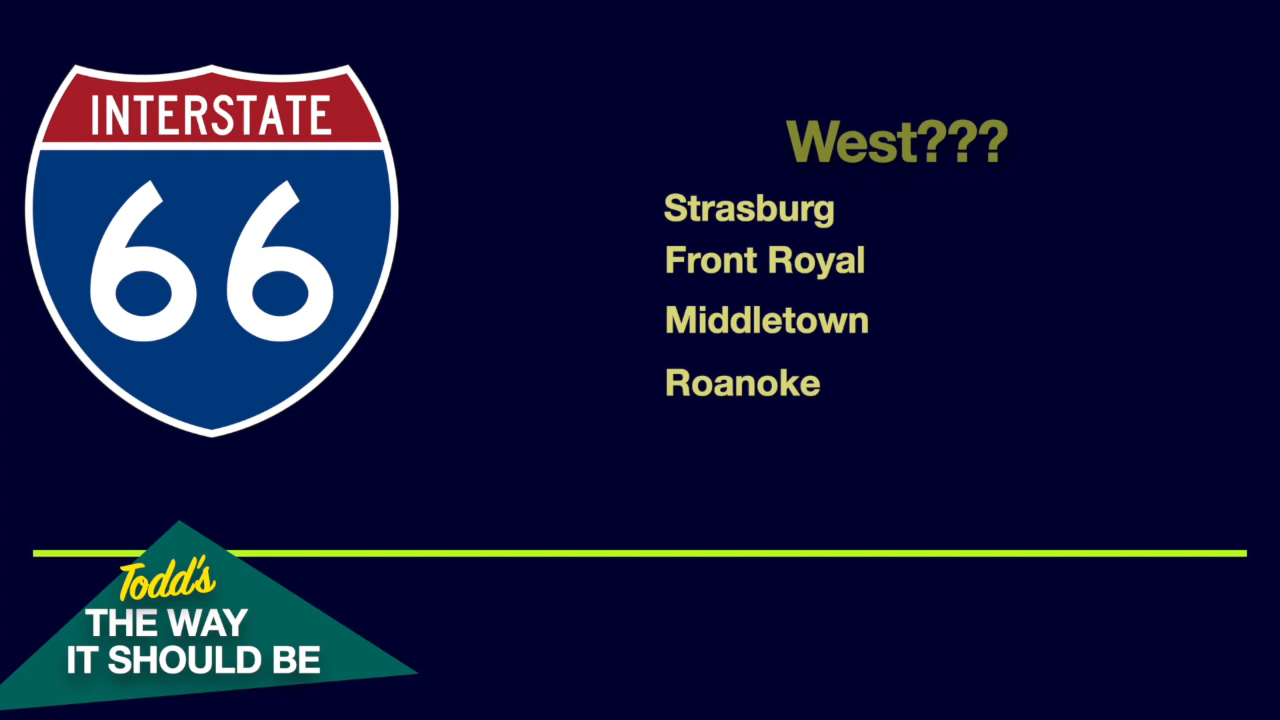 INTERSTATE
66
West???
Strasburg
Front Royal
Middletown
Roanoke
Todd's
THE WAY
IT SHOULD BE